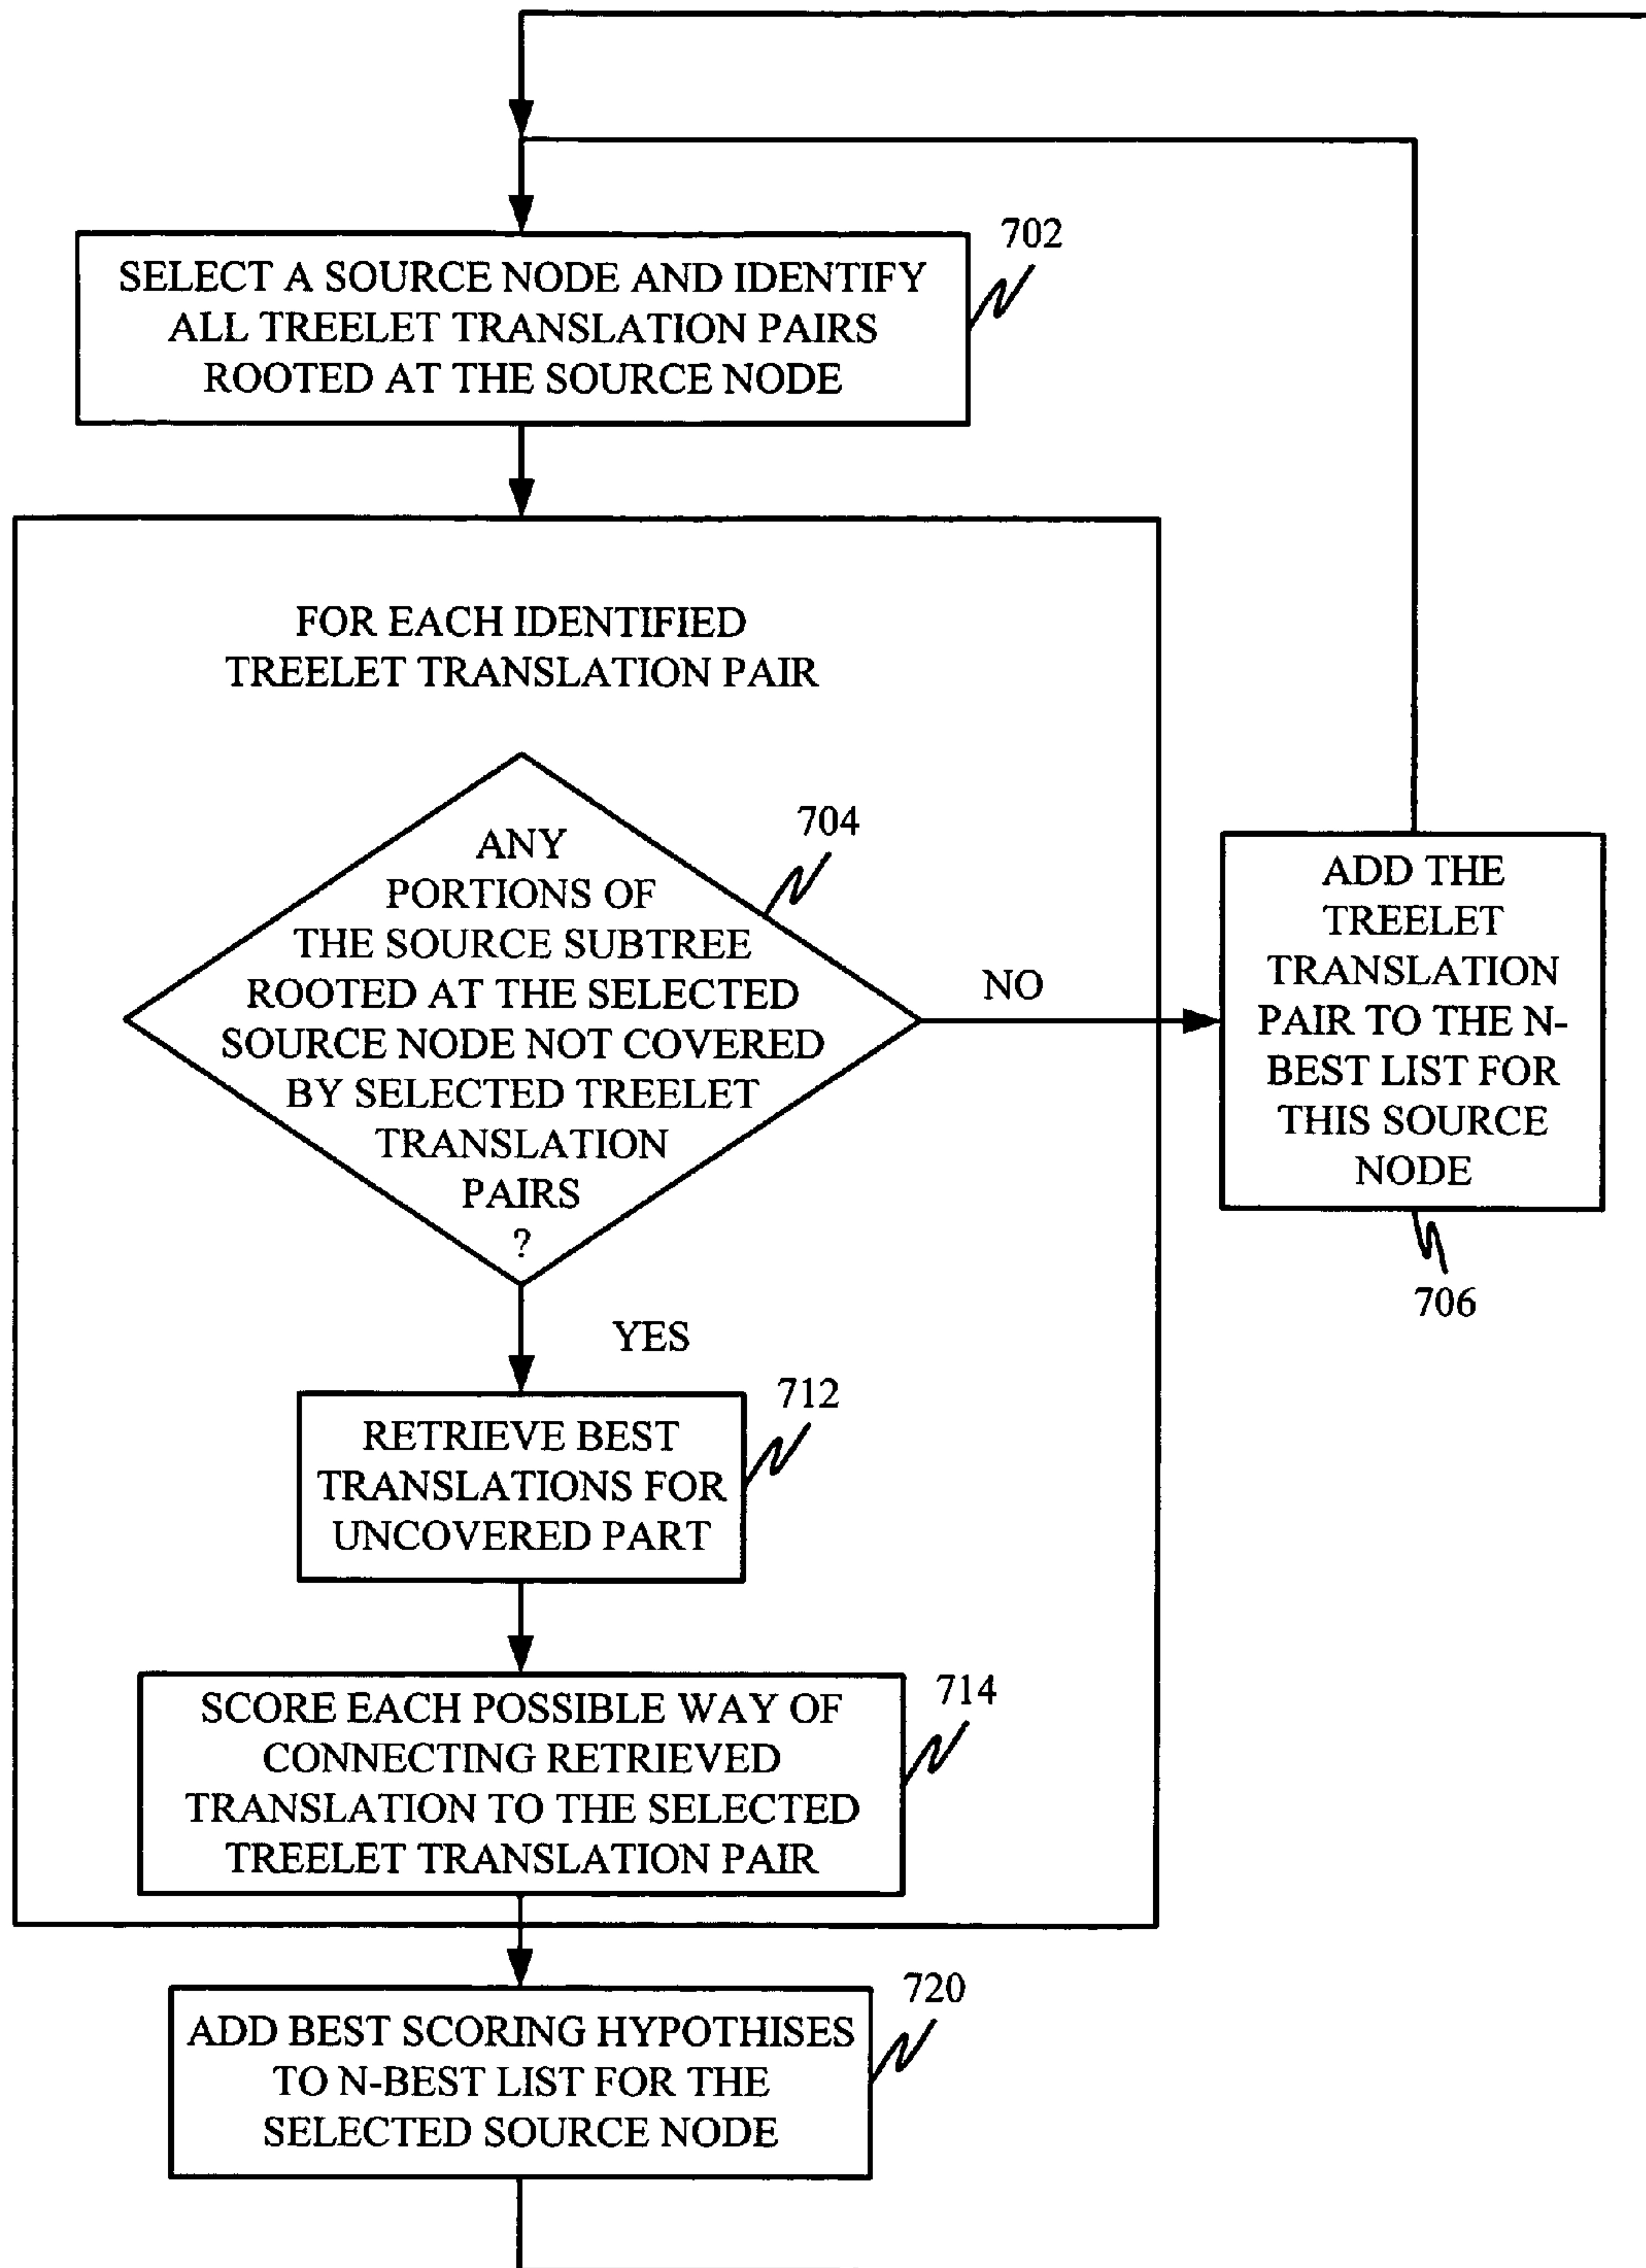 702
SELECT A SOURCE NODE AND IDENTIFY
ALL TREELET TRANSLATION PAIRS
ROOTED AT THE SOURCE NODE
FOR EACH IDENTIFIED
TREELET TRANSLATION PAIR
704
ANY
PORTIONS OF
THE SOURCE SUBTREE
ROOTED AT THE SELECTED
SOURCE NODE NOT COVERED
BY SELECTED TREELET
TRANSLATION
PAIRS
?
NO
ADD THE
TREELET
TRANSLATION
PAIR TO THE N-
BEST LIST FOR
THIS SOURCE
NODE
706
YES
712
RETRIEVE BEST
TRANSLATIONS FOR
UNCOVERED PART
714
SCORE EACH POSSIBLE WAY OF
CONNECTING RETRIEVED
TRANSLATION TO THE SELECTED
TREELET TRANSLATION PAIR
720
ADD BEST SCORING HYPOTHISES
TO N-BEST LIST FOR THE
SELECTED SOURCE NODE